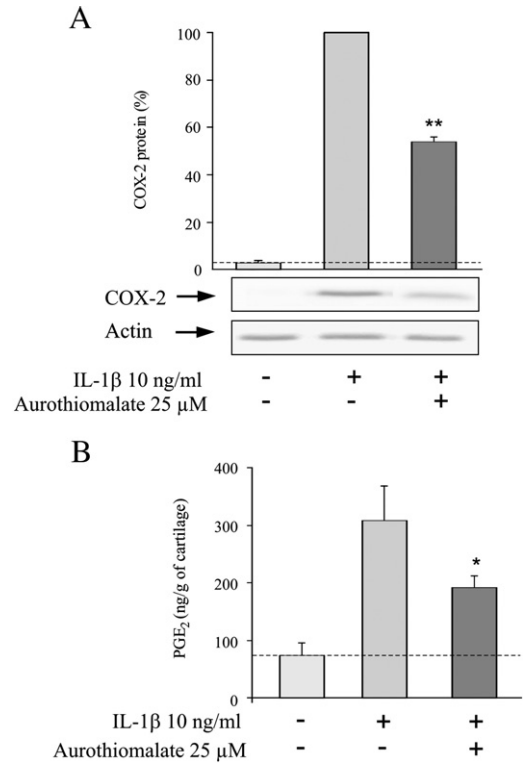 A
COX-2 protein (%)
100
80
60
40
20
0
**
COX-2
Actin
IL-1β 10 ng/ml - + +
Aurothiomalate 25 µM - - +
B
PGE₂ (ng/g of cartilage)
400
300
200
100
0
*
IL-1β 10 ng/ml - + +
Aurothiomalate 25 µM - - +